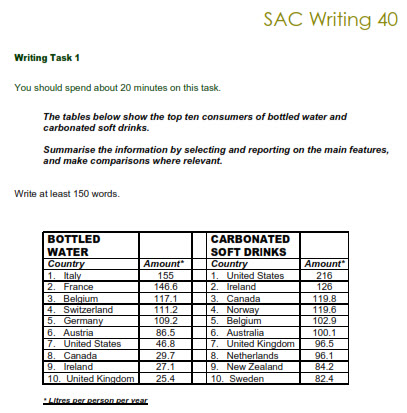 SAC Writing 40
Writing Task 1
You should spend about 20 minutes on this task.
The tables below show the top ten consumers of bottled water and
carbonated soft drinks.
Summarise the information by selecting and reporting on the main features,
and make comparisons where relevant.
Write at least 150 words.
BOTTLED WATER CARBONATED SOFT DRINKS
Country Amount* Country Amount*
1. Italy 155 1. United States 216
2. France 146.6 2. Ireland 126
3. Belgium 117.1 3. Canada 119.8
4. Switzerland 111.2 4. Norway 119.6
5. Germany 109.2 5. Belgium 102.9
6. Austria 86.5 6. Australia 100.1
7. United States 46.8 7. United Kingdom 96.5
8. Canada 29.7 8. Netherlands 96.1
9. Ireland 27.1 9. New Zealand 84.2
10. United Kingdom 25.4 10. Sweden 82.4
* Litres per person per year